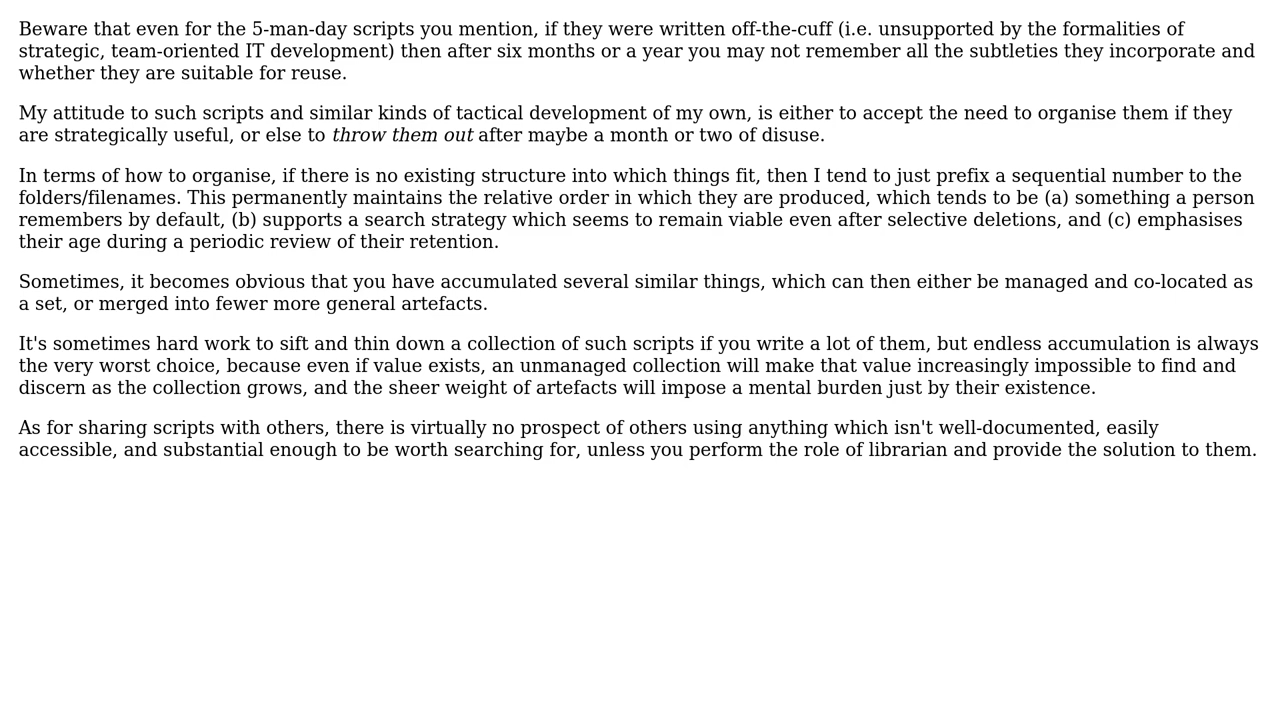 Beware that even for the 5-man-day scripts you mention, if they were written off-the-cuff (i.e. unsupported by the formalities of
strategic, team-oriented IT development) then after six months or a year you may not remember all the subtleties they incorporate and
whether they are suitable for reuse.
My attitude to such scripts and similar kinds of tactical development of my own, is either to accept the need to organise them if they
are strategically useful, or else to throw them out after maybe a month or two of disuse.
In terms of how to organise, if there is no existing structure into which things fit, then I tend to just prefix a sequential number to the
folders/filenames. This permanently maintains the relative order in which they are produced, which tends to be (a) something a person
remembers by default, (b) supports a search strategy which seems to remain viable even after selective deletions, and (c) emphasises
their age during a periodic review of their retention.
Sometimes, it becomes obvious that you have accumulated several similar things, which can then either be managed and co-located as
a set, or merged into fewer more general artefacts.
It's sometimes hard work to sift and thin down a collection of such scripts if you write a lot of them, but endless accumulation is always
the very worst choice, because even if value exists, an unmanaged collection will make that value increasingly impossible to find and
discern as the collection grows, and the sheer weight of artefacts will impose a mental burden just by their existence.
As for sharing scripts with others, there is virtually no prospect of others using anything which isn't well-documented, easily
accessible, and substantial enough to be worth searching for, unless you perform the role of librarian and provide the solution to them.